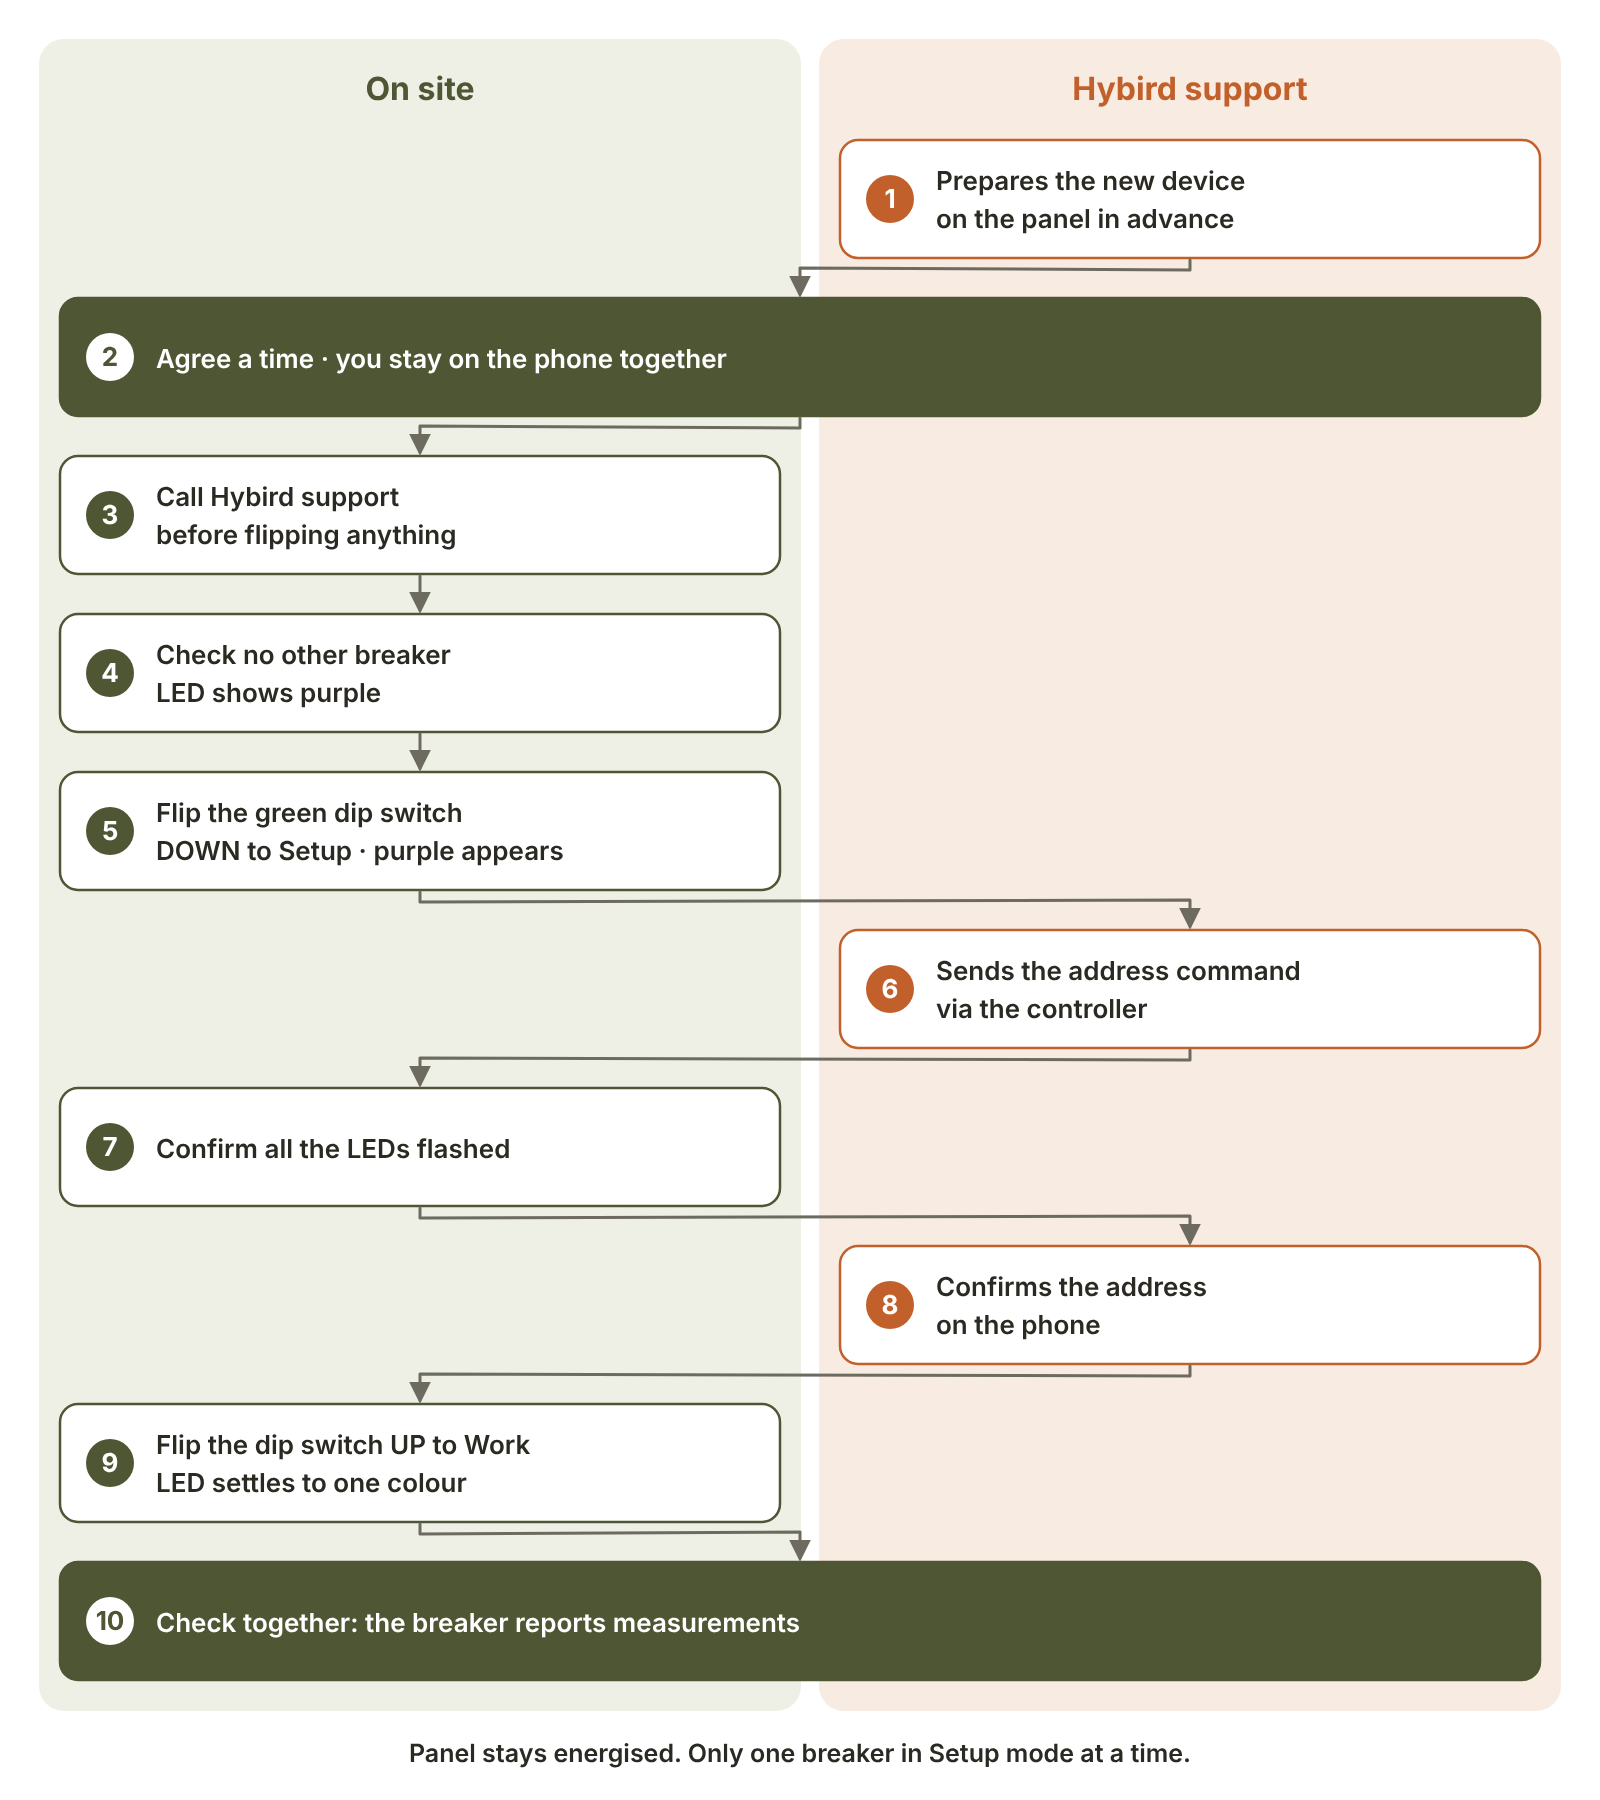 On site
Hybird support
1
Prepares the new device
on the panel in advance
2
Agree a time · you stay on the phone together
3
Call Hybird support
before flipping anything
4
Check no other breaker
LED shows purple
5
Flip the green dip switch
DOWN to Setup · purple appears
6
Sends the address command
via the controller
7
Confirm all the LEDs flashed
8
Confirms the address
on the phone
9
Flip the dip switch UP to Work
LED settles to one colour
10
Check together: the breaker reports measurements
Panel stays energised. Only one breaker in Setup mode at a time.